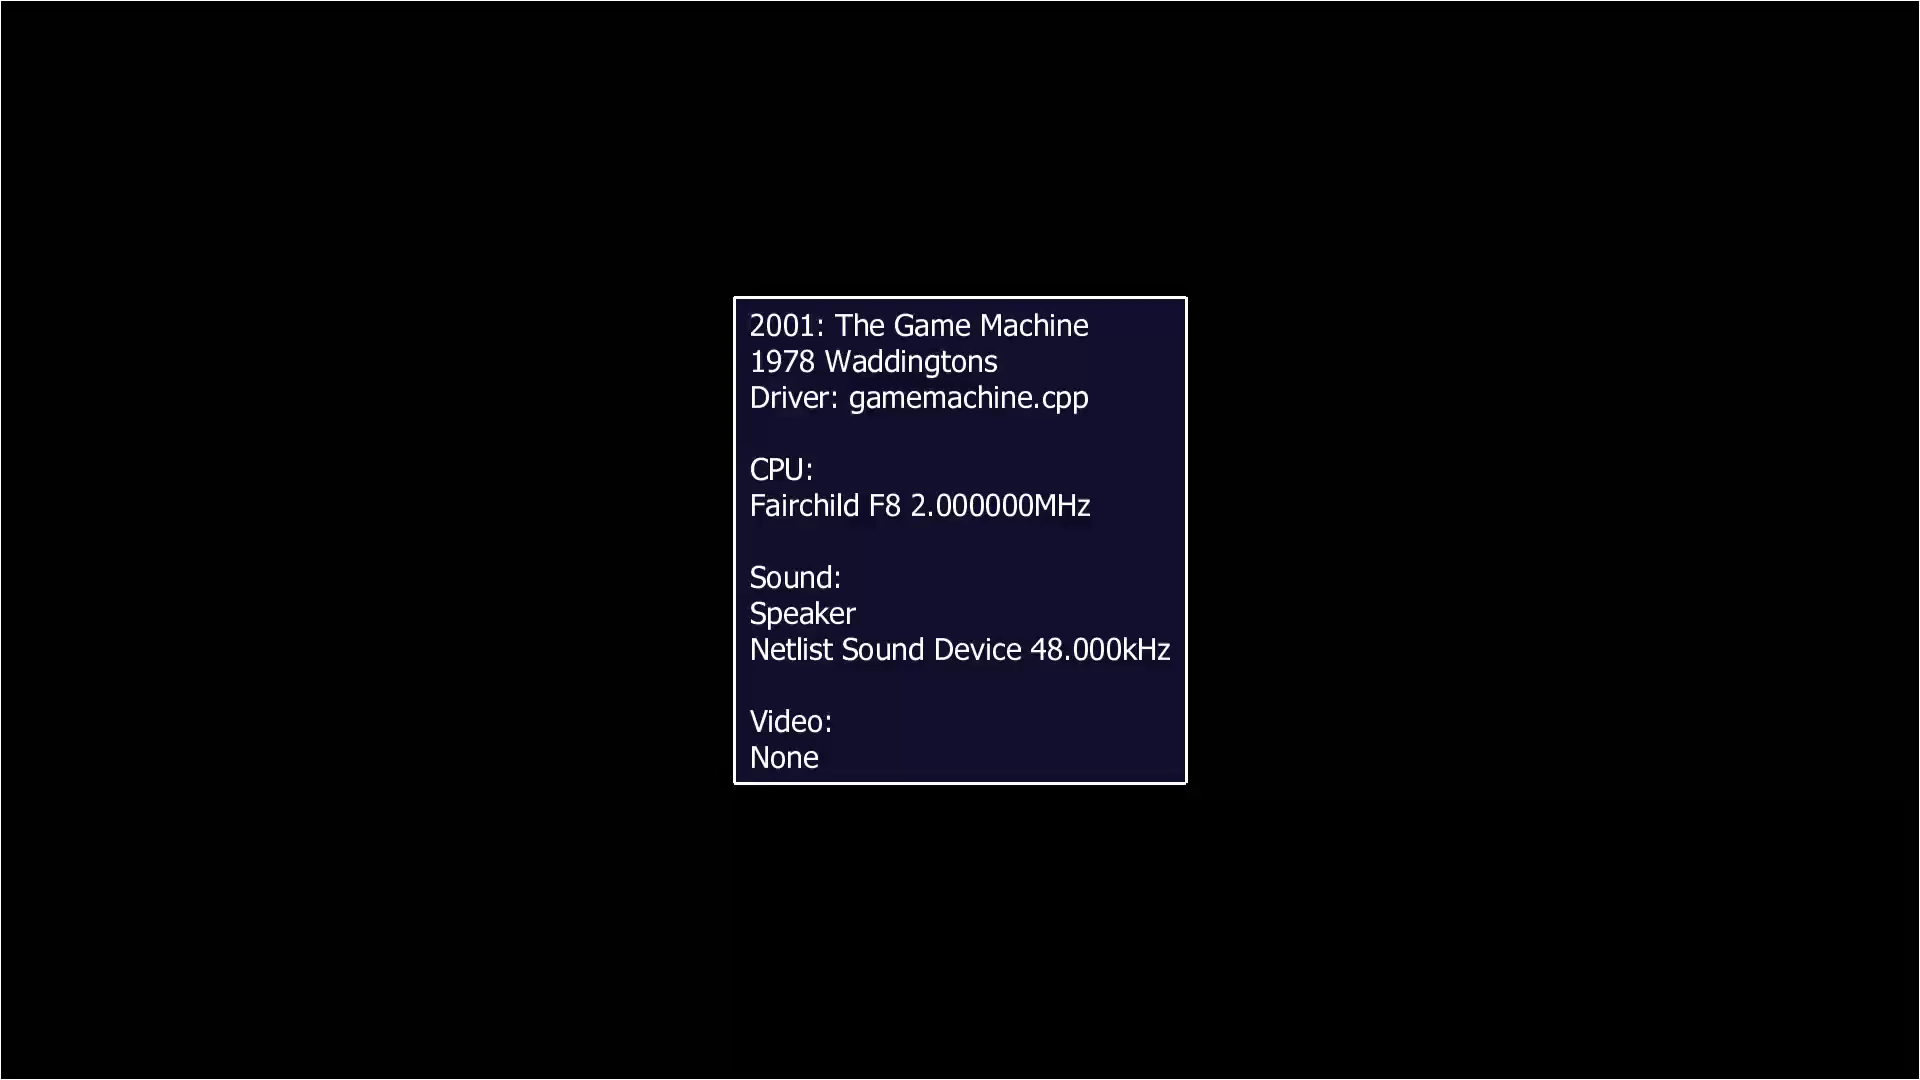 2001: The Game Machine
1978 Waddingtons
Driver: gamemachine.cpp
CPU:
Fairchild F8 2.000000MHz
Sound:
Speaker
Netlist Sound Device 48.000kHz
Video:
None